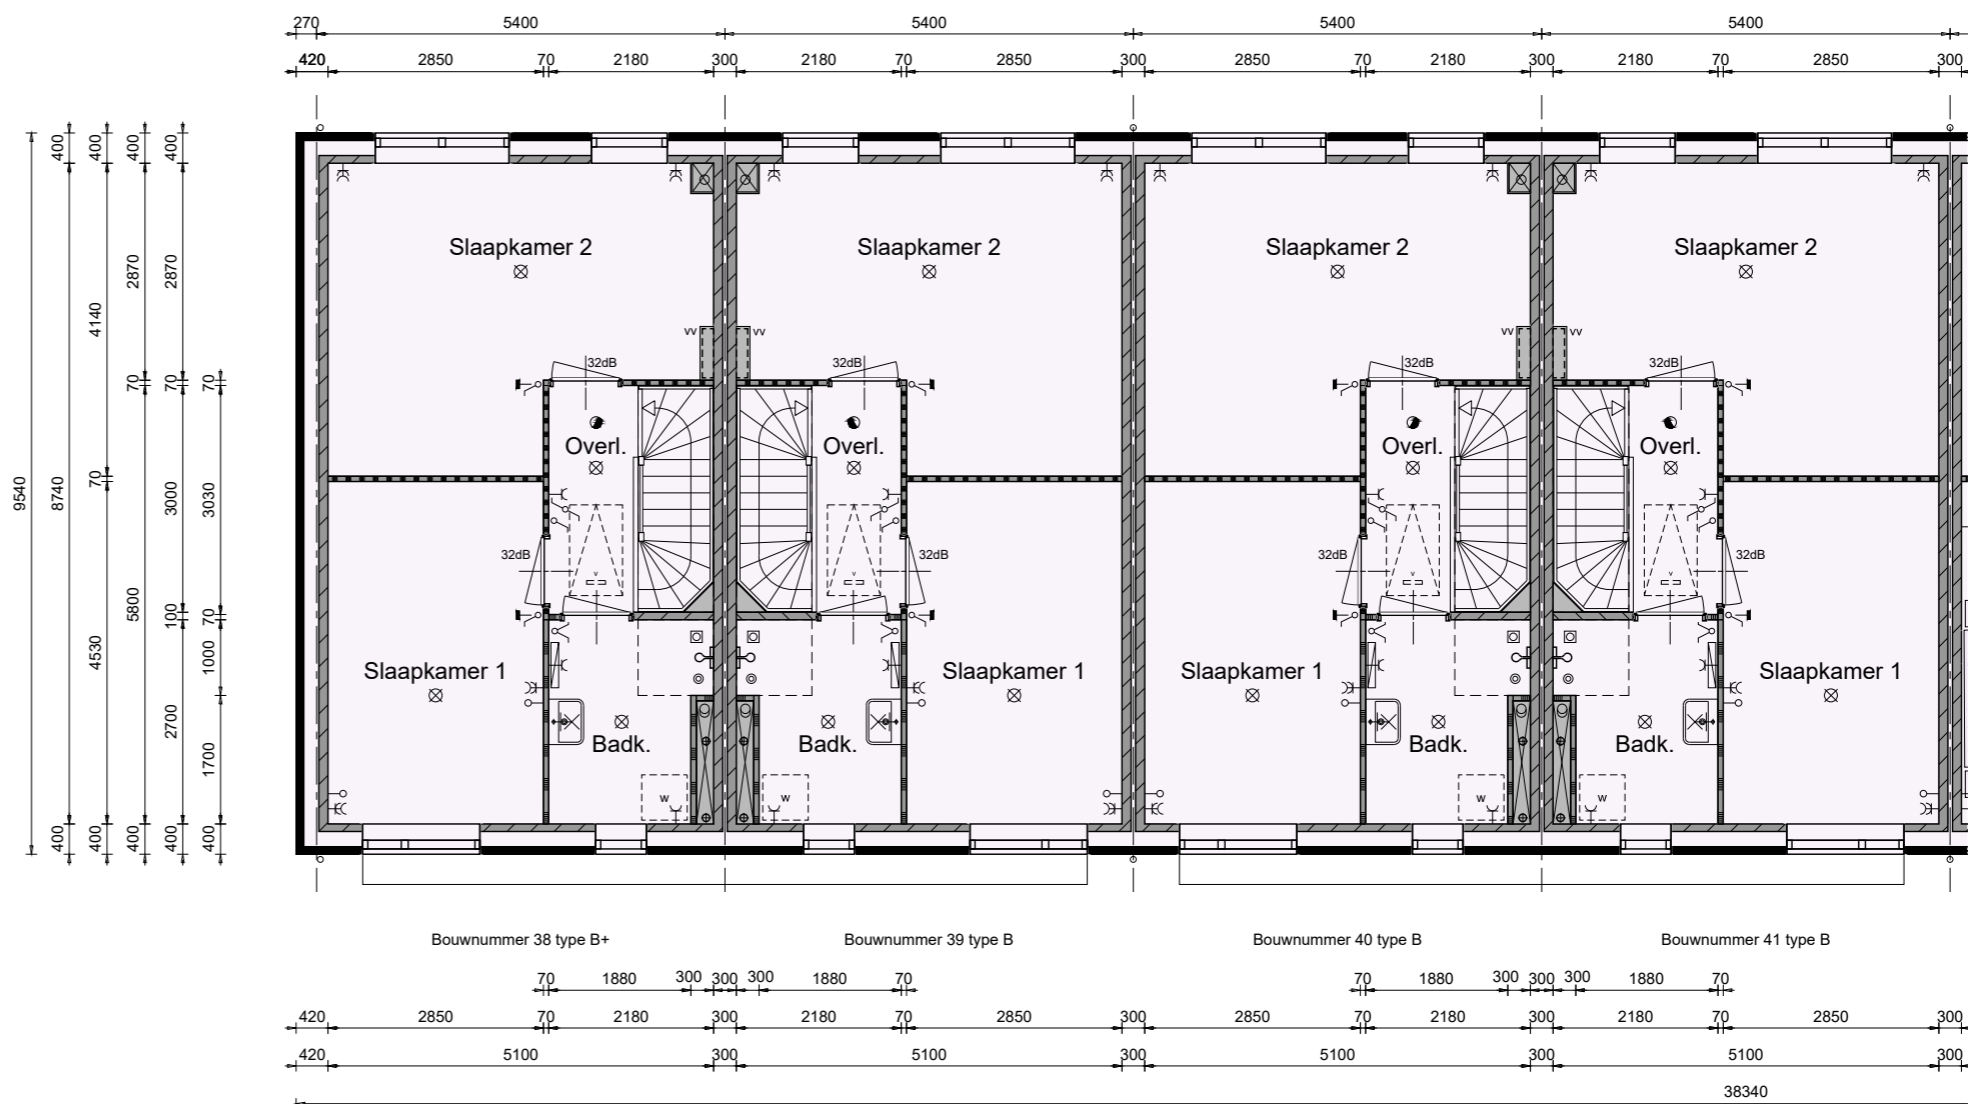 270 5400 5400 5400 5400
420 2850 70 2180 300 2180 70 2850 300 2850 70 2180 300 2180 70 2850 300
400 400 400 400
9540 8740 4140 2870 2870
70 4530 70 5800 70 3000 100 2700 70 3030 70 1000 1700
400 400 400 400 400
Slaapkamer 2 Slaapkamer 2 Slaapkamer 2 Slaapkamer 2
vv vv vv vv
32dB 32dB 32dB 32dB
Overl. Overl. Overl. Overl.
32dB 32dB 32dB 32dB
v v v v
Slaapkamer 1 Slaapkamer 1 Slaapkamer 1 Slaapkamer 1
Badk. Badk. Badk. Badk.
w w w w
Bouwnummer 38 type B+ Bouwnummer 39 type B Bouwnummer 40 type B Bouwnummer 41 type B
70 1880 300 300 300 1880 70 70 1880 300 300 300 1880 70
420 2850 70 2180 300 2180 70 2850 300 2850 70 2180 300 2180 70 2850 300
420 5100 300 5100 300 5100 300 5100 300
38340